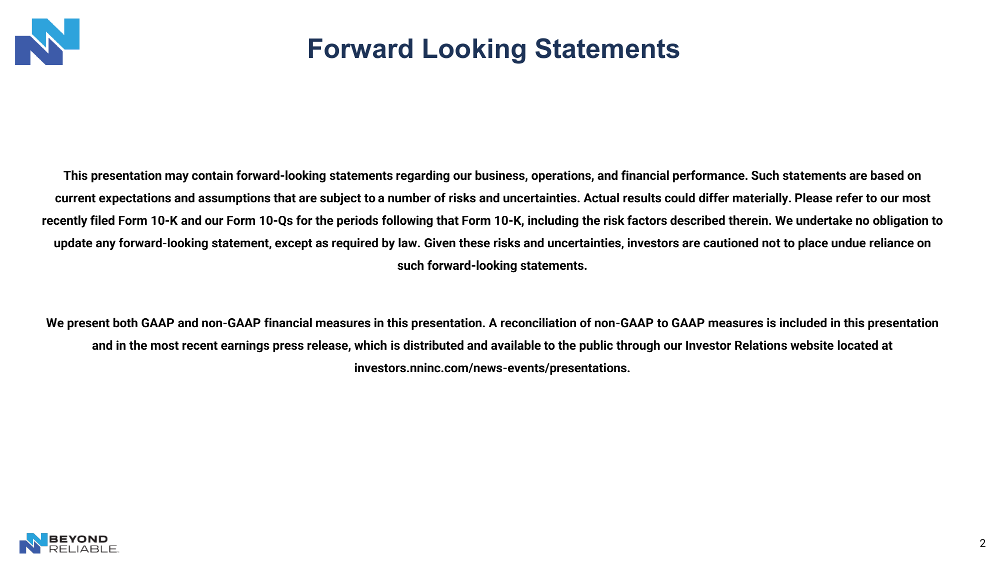 Forward Looking Statements
This presentation may contain forward-looking statements regarding our business, operations, and financial performance. Such statements are based on
current expectations and assumptions that are subject to a number of risks and uncertainties. Actual results could differ materially. Please refer to our most
recently filed Form 10-K and our Form 10-Qs for the periods following that Form 10-K, including the risk factors described therein. We undertake no obligation to
update any forward-looking statement, except as required by law. Given these risks and uncertainties, investors are cautioned not to place undue reliance on
such forward-looking statements.
We present both GAAP and non-GAAP financial measures in this presentation. A reconciliation of non-GAAP to GAAP measures is included in this presentation
and in the most recent earnings press release, which is distributed and available to the public through our Investor Relations website located at
investors.nninc.com/news-events/presentations.
BEYOND
RELIABLE
2